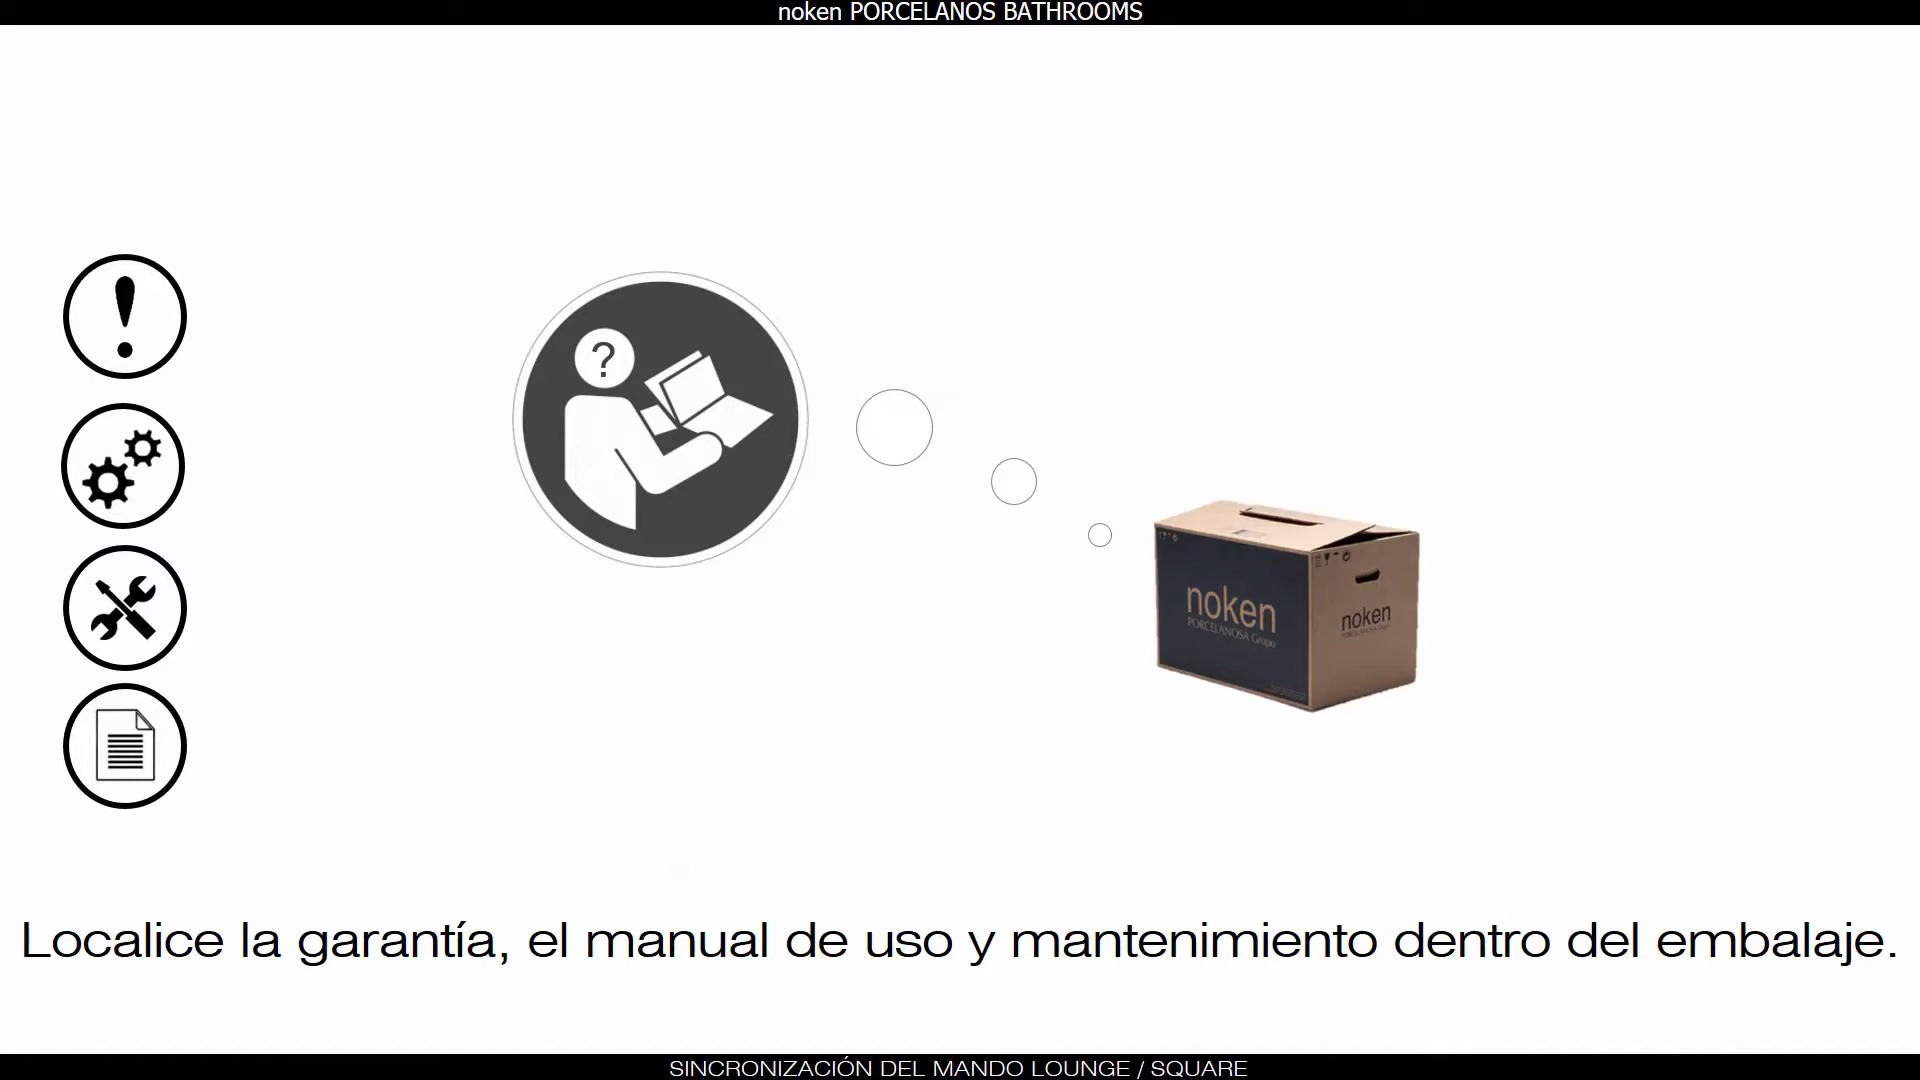 noken PORCELANOS BATHROOMS
!
?
noken
PORCELANOSA Grupo
noken
Localice la garantía, el manual de uso y mantenimiento dentro del embalaje.
SINCRONIZACIÓN DEL MANDO LOUNGE / SQUARE